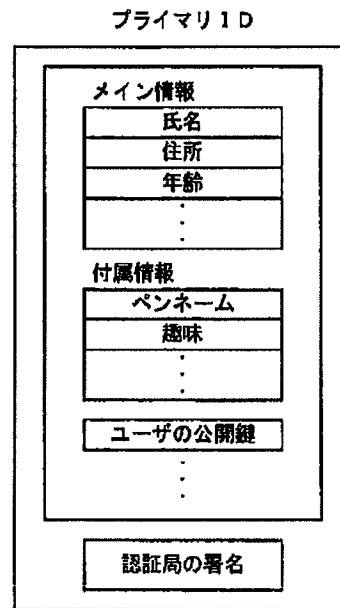 プライマリID
メイン情報
氏名
住所
年齢
・
・
・
付属情報
ペンネーム
趣味
・
・
・
ユーザの公開鍵
・
・
・
認証局の署名